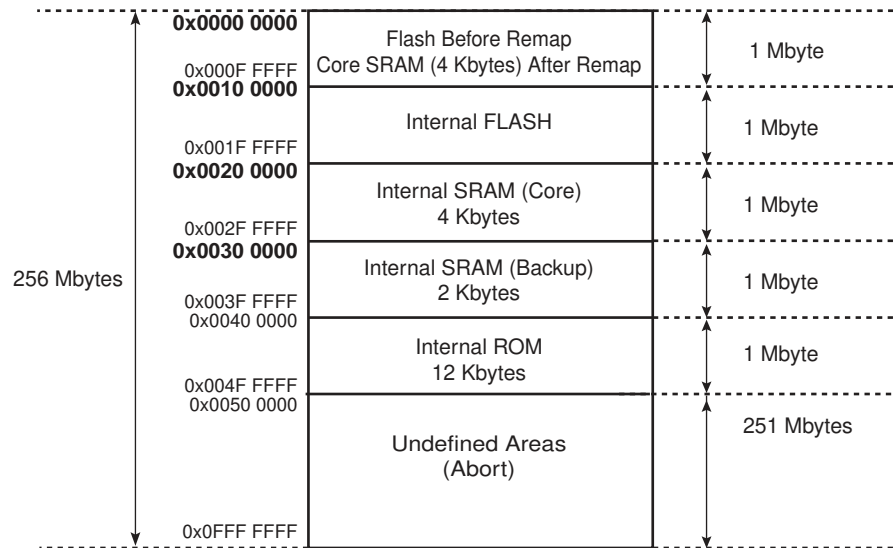 0x0000 0000
Flash Before Remap
Core SRAM (4 Kbytes) After Remap
1 Mbyte
0x000F FFFF
0x0010 0000
Internal FLASH
1 Mbyte
0x001F FFFF
0x0020 0000
Internal SRAM (Core)
4 Kbytes
1 Mbyte
0x002F FFFF
0x0030 0000
256 Mbytes
Internal SRAM (Backup)
2 Kbytes
1 Mbyte
0x003F FFFF
0x0040 0000
Internal ROM
12 Kbytes
1 Mbyte
0x004F FFFF
0x0050 0000
Undefined Areas
(Abort)
251 Mbytes
0x0FFF FFFF